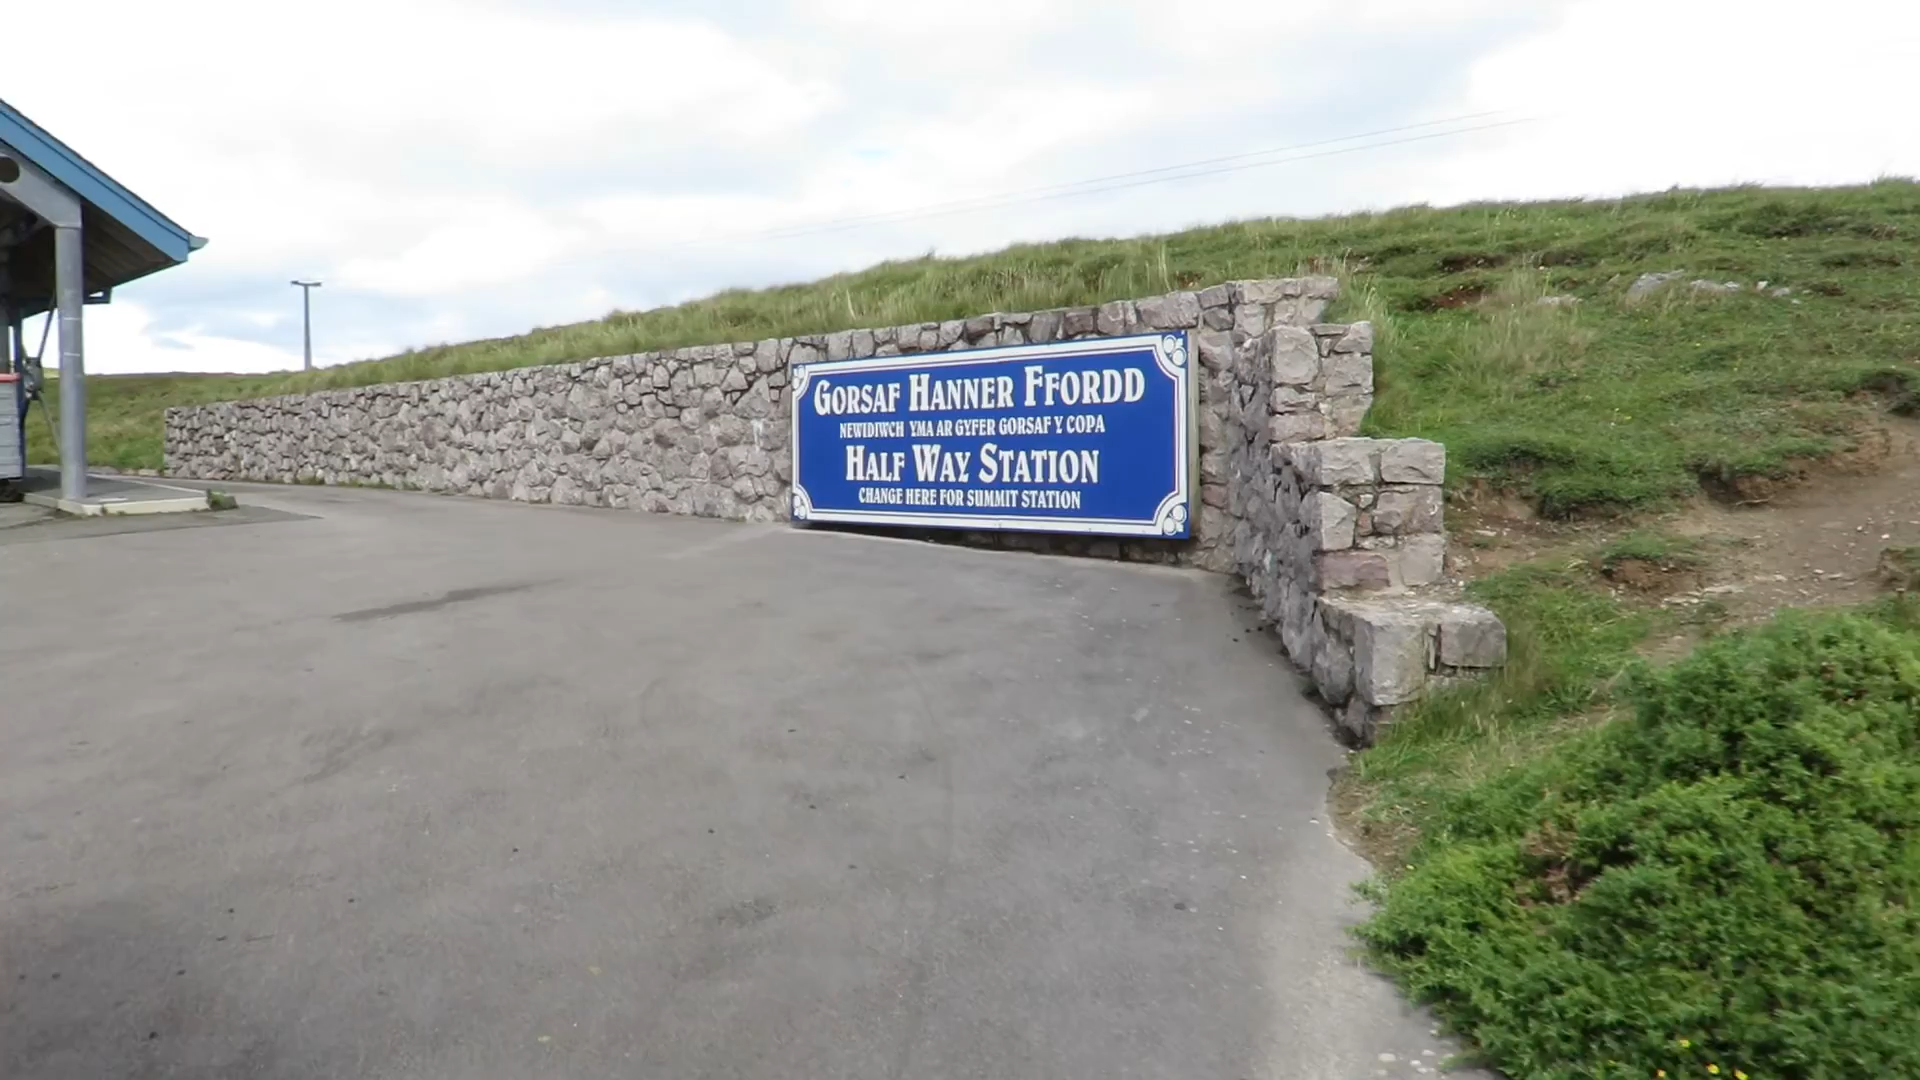 GORSAF HANNER FFORDD
NEWIDIWCH YMA AR GYFER GORSAF Y COPA
HALF WAY STATION
CHANGE HERE FOR SUMMIT STATION